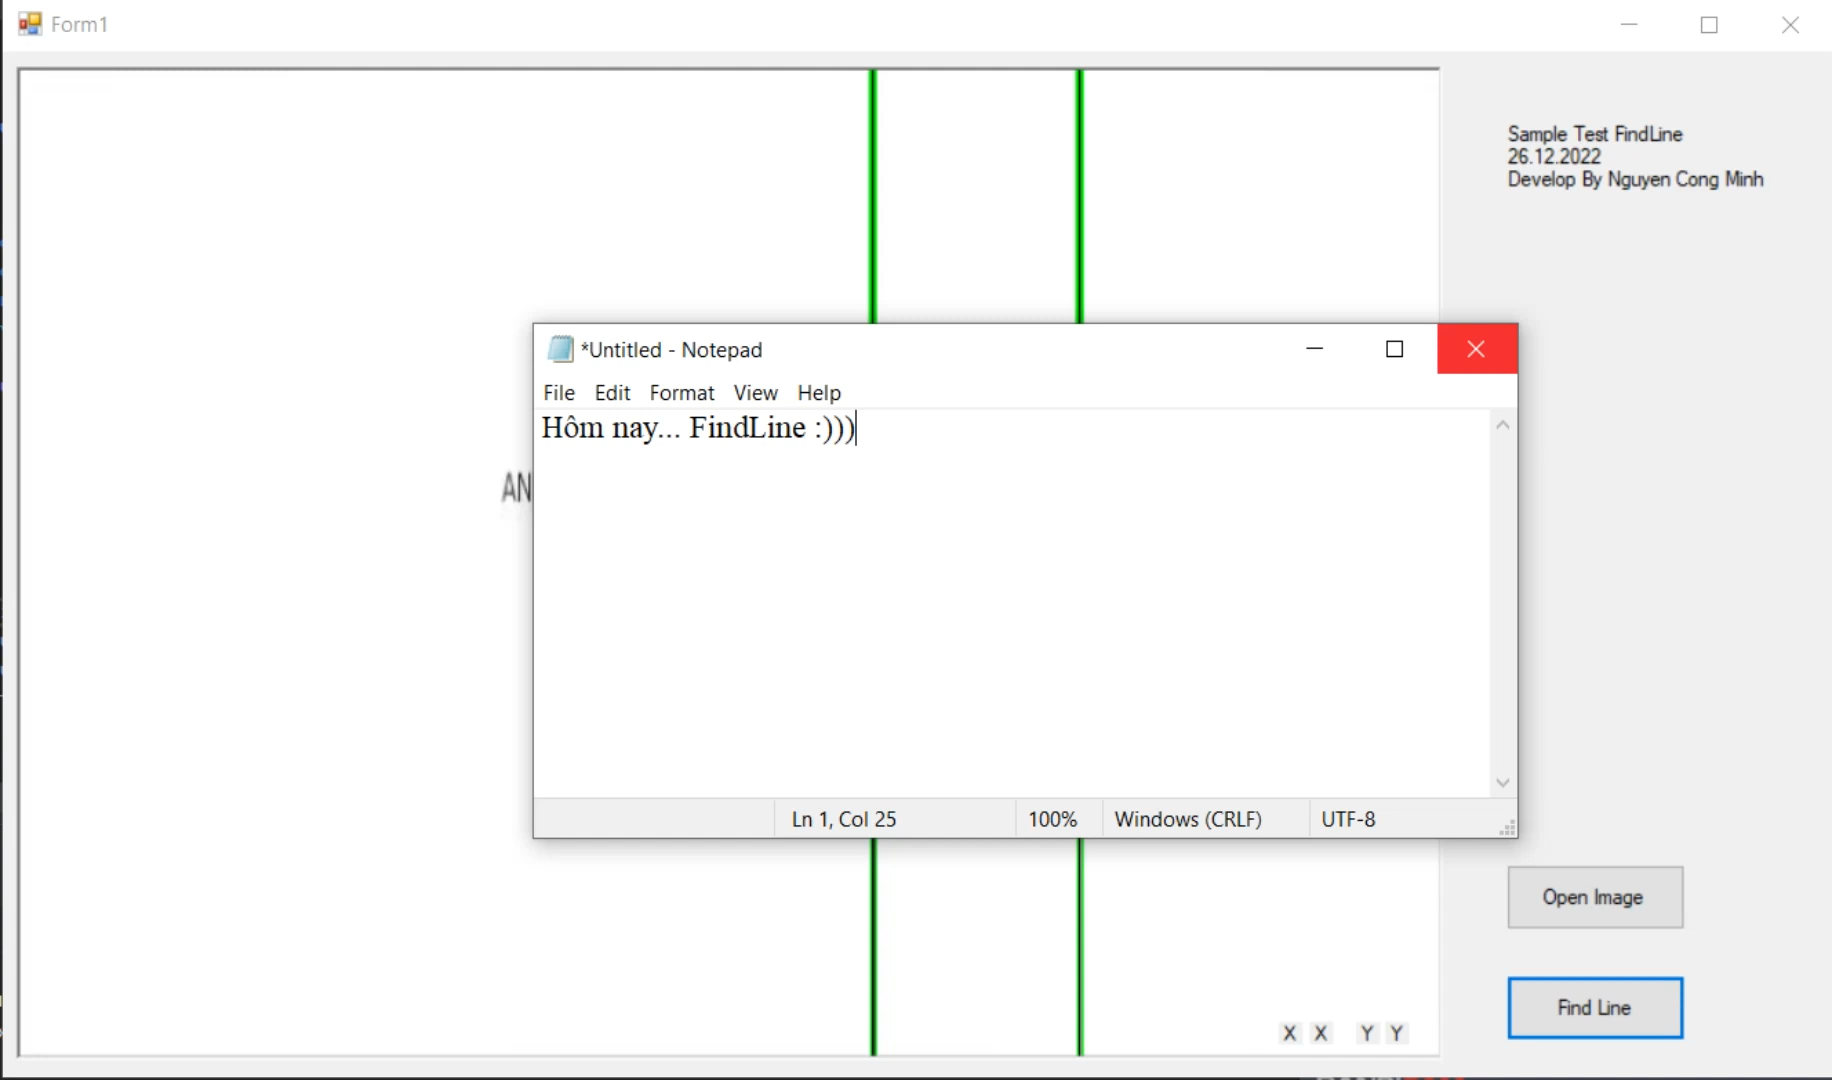 Form1
Sample Test FindLine
26.12.2022
Develop By Nguyen Cong Minh
*Untitled - Notepad
File Edit Format View Help
Hôm nay... FindLine :)))
AN
Ln 1, Col 25 100% Windows (CRLF) UTF-8
Open Image
Find Line
X X Y Y